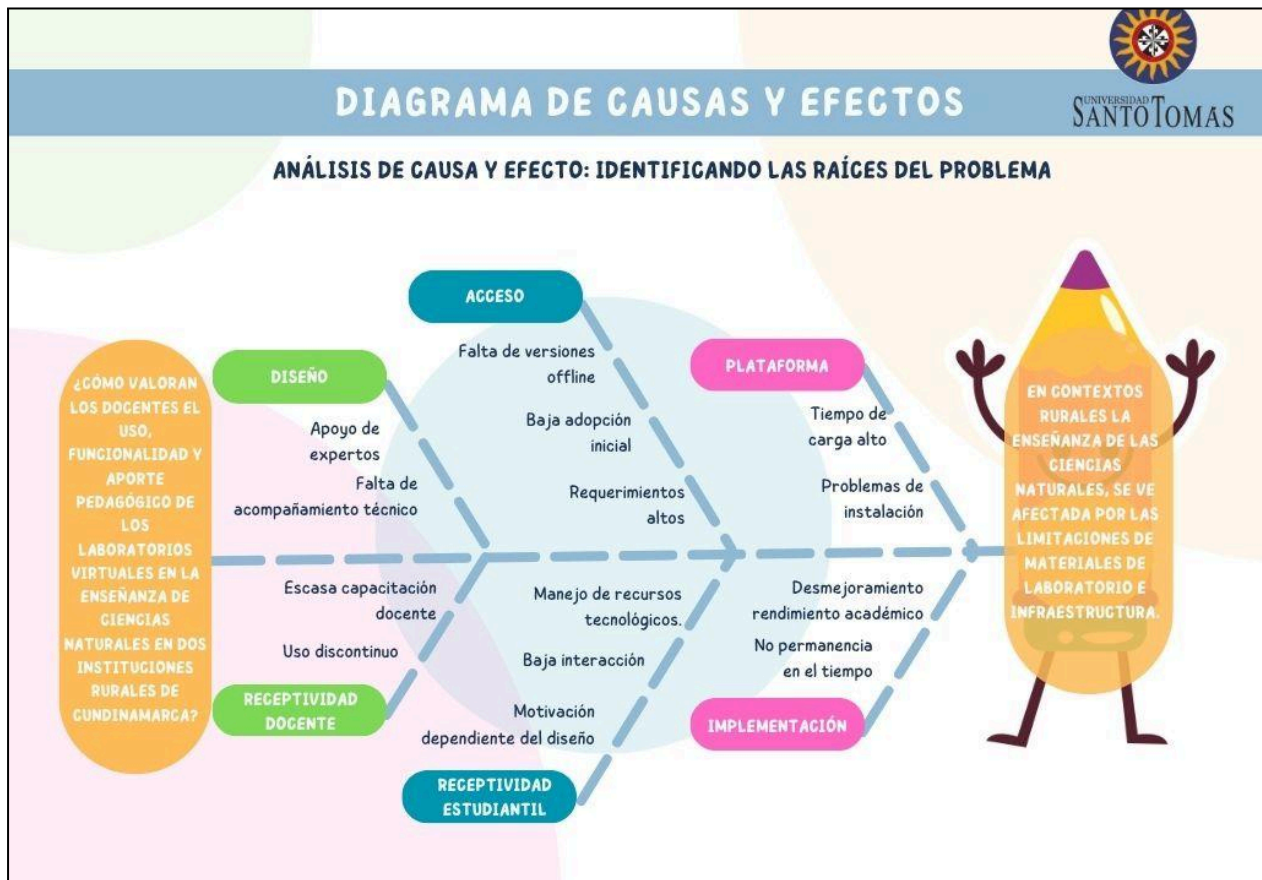 DIAGRAMA DE CAUSAS Y EFECTOS
UNIVERSIDAD
SANTO TOMAS
ANÁLISIS DE CAUSA Y EFECTO: IDENTIFICANDO LAS RAÍCES DEL PROBLEMA
¿CÓMO VALORAN
LOS DOCENTES EL
USO,
FUNCIONALIDAD Y
APORTE
PEDAGÓGICO DE
LOS
LABORATORIOS
VIRTUALES EN LA
ENSEÑANZA DE
CIENCIAS
NATURALES EN DOS
INSTITUCIONES
RURALES DE
CUNDINAMARCA?
DISEÑO
Apoyo de
expertos
Falta de
acompañamiento técnico
ACCESO
Falta de versiones
offline
Baja adopción
inicial
Requerimientos
altos
PLATAFORMA
Tiempo de
carga alto
Problemas de
instalación
Escasa capacitación
docente
Uso discontinuo
RECEPTIVIDAD
DOCENTE
Manejo de recursos
tecnológicos.
Baja interacción
Motivación
dependiente del diseño
RECEPTIVIDAD
ESTUDIANTIL
Desmejoramiento
rendimiento académico
No permanencia
en el tiempo
IMPLEMENTACIÓN
EN CONTEXTOS
RURALES LA
ENSEÑANZA DE LAS
CIENCIAS
NATURALES, SE VE
AFECTADA POR LAS
LIMITACIONES DE
MATERIALES DE
LABORATORIO E
INFRAESTRUCTURA.